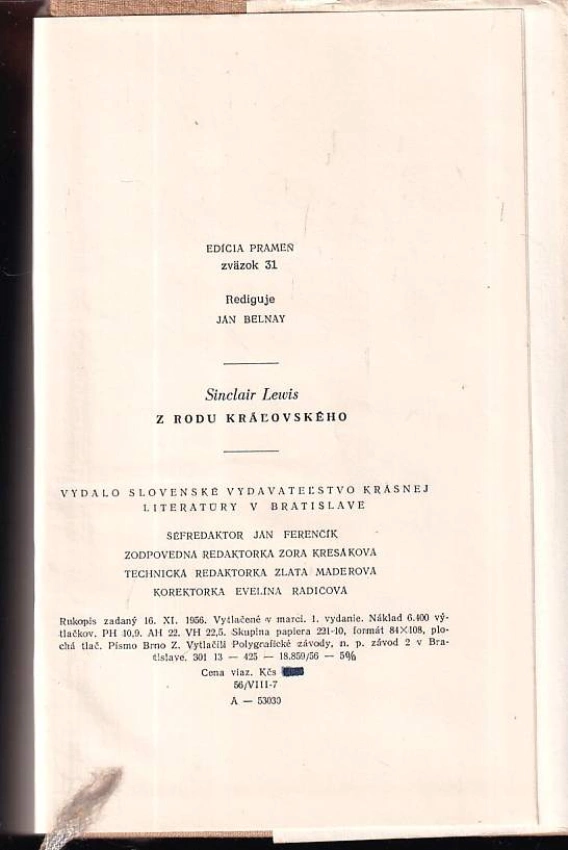 EDÍCIA PRAMEŇ
zväzok 31
Rediguje
JÁN BELNAY
Sinclair Lewis
Z RODU KRÁĽOVSKÉHO
VYDALO SLOVENSKÉ VYDAVATEĽSTVO KRÁSNEJ
LITERATÚRY V BRATISLAVE
ŠÉFREDAKTOR JÁN FERENČÍK
ZODPOVEDNÁ REDAKTORKA ZORA KRESÁKOVÁ
TECHNICKÁ REDAKTORKA ZLATA MADEROVÁ
KOREKTORKA EVELÍNA RADIČOVÁ
Rukopis zadaný 16. XI. 1956. Vytlačené v marci. 1. vydanie. Náklad 6.400 vý-
tlačkov. PH 40,9. AH 22. VH 22,5. Skupina papiera 221-10, formát 84×108, plo-
chá tlač. Písmo Brno Z. Vytlačili Polygrafické závody, n. p. závod 2 v Bra-
tislave. 301 13 — 425 — 18.859/56 — 5%
Cena viaz. Kčs
56/VIII-7
A — 53039